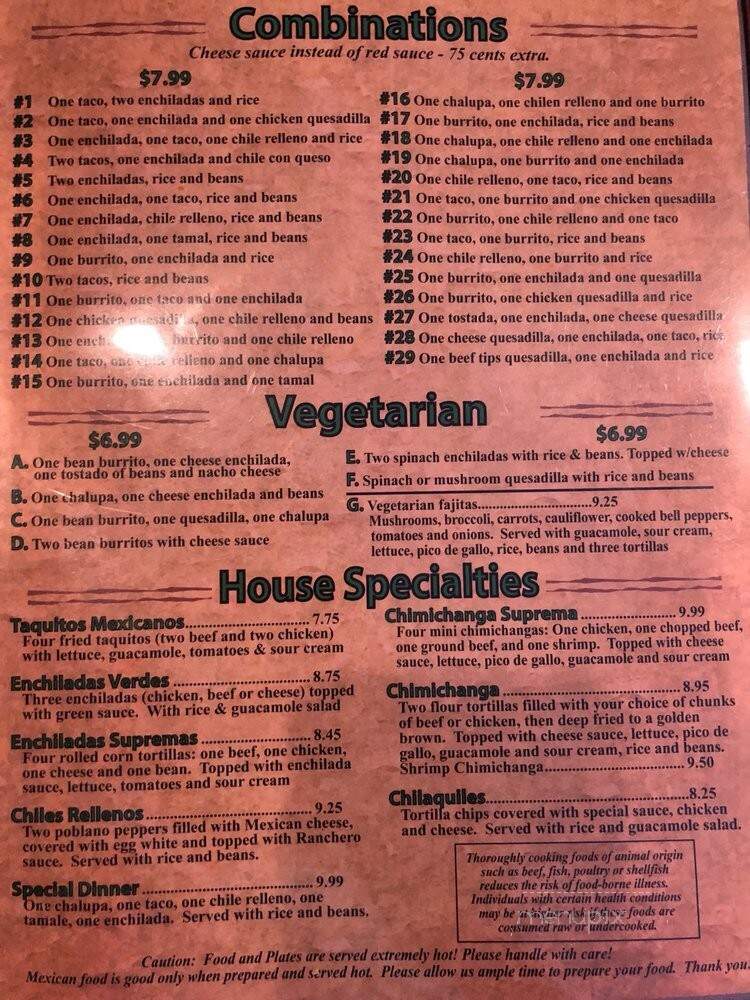 Combinations
Cheese sauce instead of red sauce - 75 cents extra.
$7.99
#1 One taco, two enchiladas and rice
#2 One taco, one enchilada and one chicken quesadilla
#3 One enchilada, one taco, one chile relleno and rice
#4 Two tacos, one enchilada and chile con queso
#5 Two enchiladas, rice and beans
#6 One enchilada, one taco, rice and beans
#7 One enchilada, chile relleno, rice and beans
#8 One enchilada, one tamal, rice and beans
#9 One burrito, one enchilada and rice
#10 Two tacos, rice and beans
#11 One burrito, one taco and one enchilada
#12 One chicken quesadilla, one chile relleno and beans
#13 One burrito and one chile relleno
#14 One taco, one chile relleno and one chalupa
#15 One burrito, one enchilada and one tamal
$7.99
#16 One chalupa, one chilen relleno and one burrito
#17 One burrito, one enchilada, rice and beans
#18 One chalupa, one chile relleno and one enchilada
#19 One chalupa, one burrito and one enchilada
#20 One chile relleno, one taco, rice and beans
#21 One taco, one burrito and one chicken quesadilla
#22 One burrito, one chile relleno and one taco
#23 One taco, one burrito, rice and beans
#24 One chile relleno, one burrito and rice
#25 One burrito, one enchilada and one quesadilla
#26 One burrito, one chicken quesadilla and rice
#27 One tostada, one enchilada, one cheese quesadilla
#28 One cheese quesadilla, one enchilada, one taco, rice
#29 One beef tips quesadilla, one enchilada and rice
Vegetarian
$6.99
A. One bean burrito, one cheese enchilada,
one tostado of beans and nacho cheese
B. One chalupa, one cheese enchilada and beans
C. One bean burrito, one quesadilla, one chalupa
D. Two bean burritos with cheese sauce
$6.99
E. Two spinach enchiladas with rice & beans. Topped w/cheese
F. Spinach or mushroom quesadilla with rice and beans
G. Vegetarian fajitas..........................9.25
Mushrooms, broccoli, carrots, cauliflower, cooked bell peppers,
tomatoes and onions. Served with guacamole, sour cream,
lettuce, pico de gallo, rice, beans and three tortillas
House Specialties
Taquitos Mexicanos............................... 7.75
Four fried taquitos (two beef and two chicken)
with lettuce, guacamole, tomatoes & sour cream
Enchiladas Verdes .................................. 8.75
Three enchiladas (chicken, beef or cheese) topped
with green sauce. With rice & guacamole salad
Enchiladas Supremas ........................... 8.45
Four rolled corn tortillas: one beef, one chicken,
one cheese and one bean. Topped with enchilada
sauce, lettuce, tomatoes and sour cream
Chiles Rellenos.......................................... 9.25
Two poblano peppers filled with Mexican cheese,
covered with egg white and topped with Ranchero
sauce. Served with rice and beans.
Special Dinner ........................................... 9.99
One chalupa, one taco, one chile relleno, one
tamale, one enchilada. Served with rice and beans.
Chimichanga Suprema ........................ 9.99
Four mini chimichangas: One chicken, one chopped beef,
one ground beef, and one shrimp. Topped with cheese
sauce, lettuce, pico de gallo, guacamole and sour cream
Chimichanga ............................................ 8.95
Two flour tortillas filled with your choice of chunks
of beef or chicken, then deep fried to a golden
brown. Topped with cheese sauce, lettuce, pico de
gallo, guacamole and sour cream, rice and beans.
Shrimp Chimichanga................................... 9.50
Chilaquiles..................................................8.25
Tortilla chips covered with special sauce, chicken
and cheese. Served with rice and guacamole salad.
Thoroughly cooking foods of animal origin
such as beef, fish, poultry or shellfish
reduces the risk of food-borne illness.
Individuals with certain health conditions
may be at higher risk if these foods are
consumed raw or undercooked.
Caution: Food and Plates are served extremely hot! Please handle with care!
Mexican food is good only when prepared and served hot. Please allow us ample time to prepare your food. Thank you.